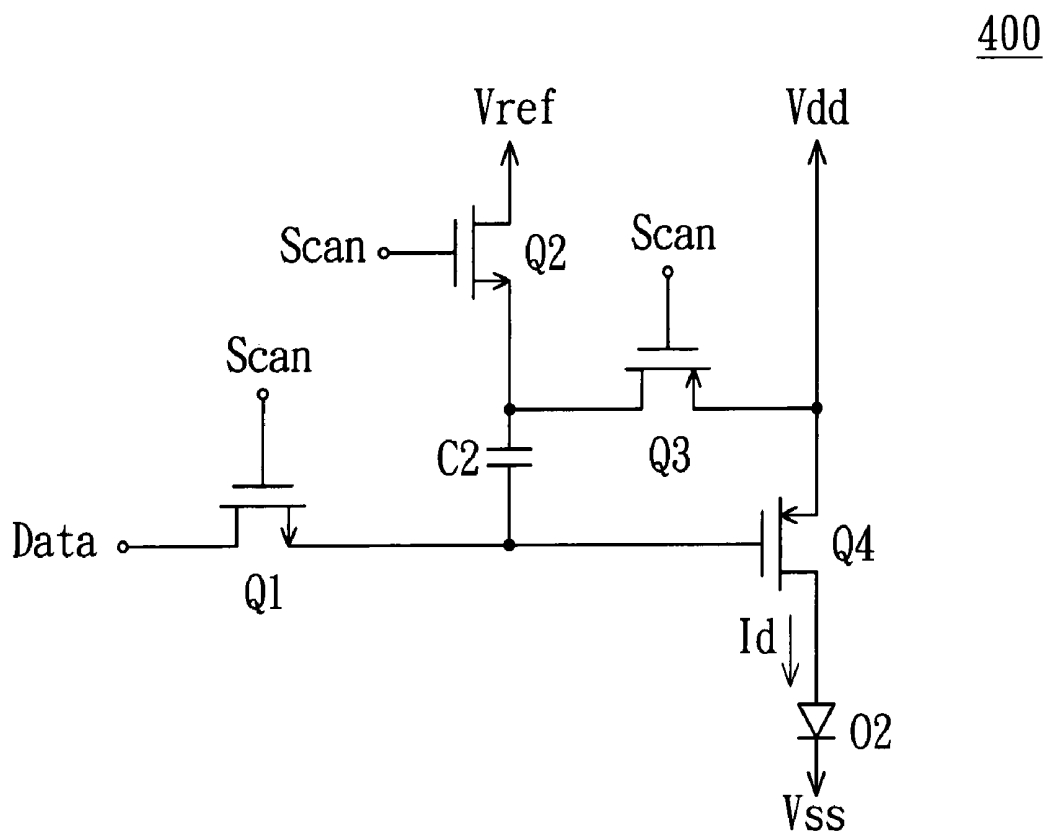 400
Vref
Vdd
Scan
Q2
Scan
Scan
C2
Q3
Data
Q1
Q4
Id
O2
Vss